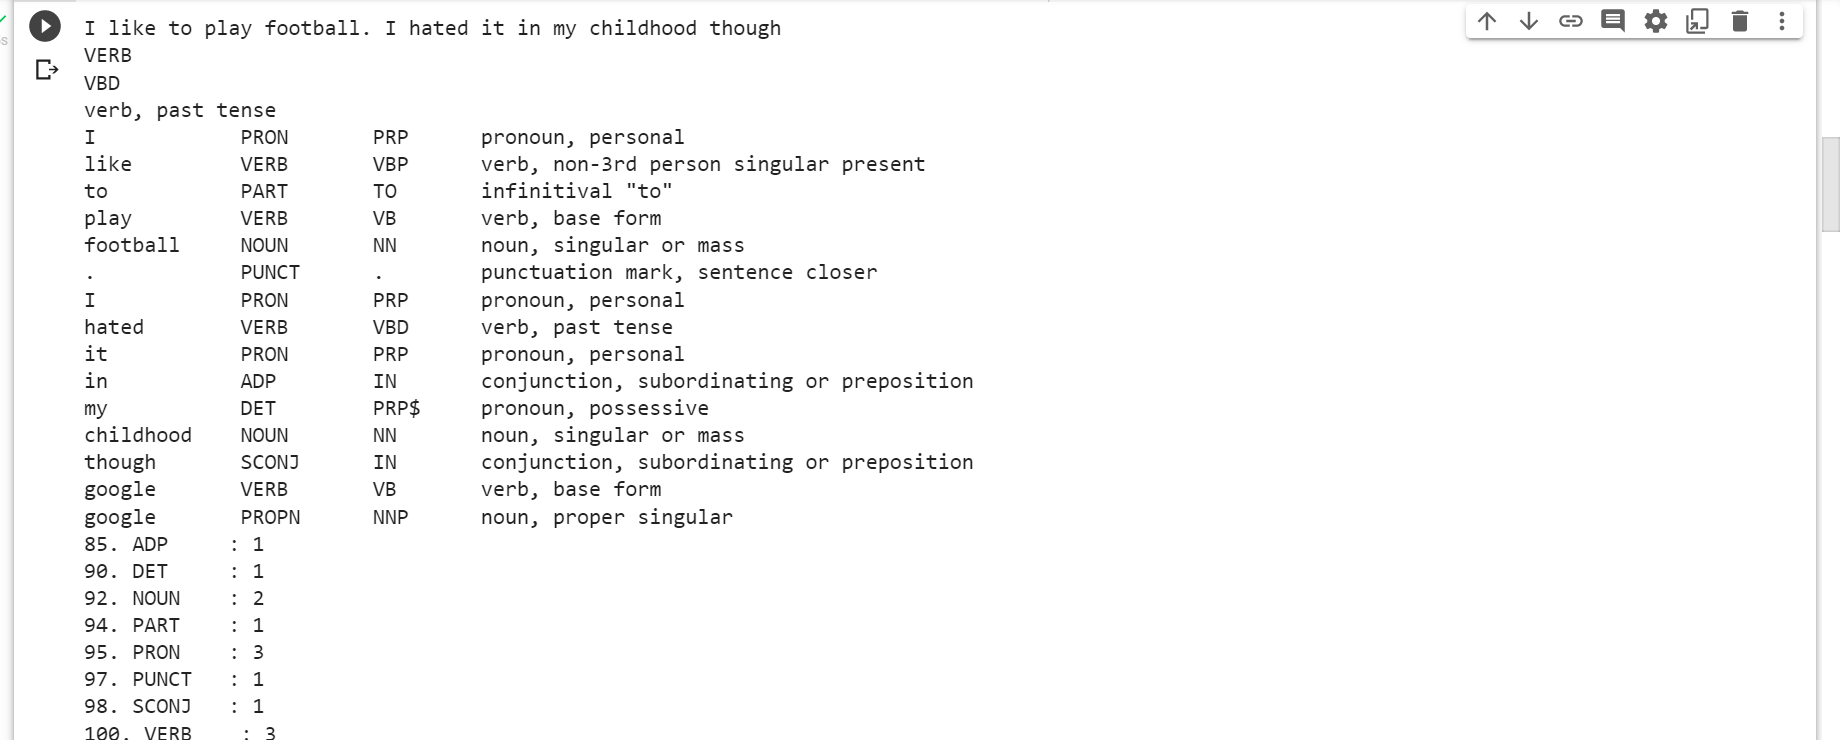 I like to play football. I hated it in my childhood though
VERB
VBD
verb, past tense
I            PRON       PRP      pronoun, personal
like         VERB       VBP      verb, non-3rd person singular present
to           PART       TO       infinitival "to"
play         VERB       VB       verb, base form
football     NOUN       NN       noun, singular or mass
.            PUNCT      .        punctuation mark, sentence closer
I            PRON       PRP      pronoun, personal
hated        VERB       VBD      verb, past tense
it           PRON       PRP      pronoun, personal
in           ADP        IN       conjunction, subordinating or preposition
my           DET        PRP$     pronoun, possessive
childhood    NOUN       NN       noun, singular or mass
though       SCONJ      IN       conjunction, subordinating or preposition
google       VERB       VB       verb, base form
google       PROPN      NNP      noun, proper singular
85. ADP     : 1
90. DET     : 1
92. NOUN    : 2
94. PART    : 1
95. PRON    : 3
97. PUNCT   : 1
98. SCONJ   : 1
100. VERB    : 3